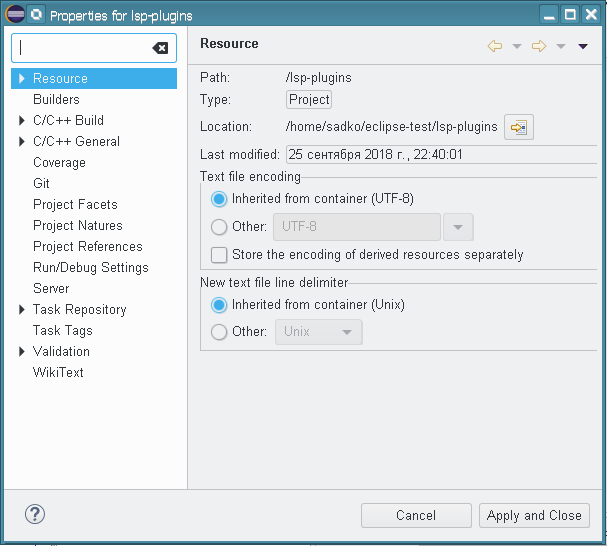 Properties for lsp-plugins
Resource
Builders
C/C++ Build
C/C++ General
Coverage
Git
Project Facets
Project Natures
Project References
Run/Debug Settings
Server
Task Repository
Task Tags
Validation
WikiText
Resource
Path: /lsp-plugins
Type: Project
Location: /home/sadko/eclipse-test/lsp-plugins
Last modified: 25 сентября 2018 г., 22:40:01
Text file encoding
Inherited from container (UTF-8)
Other: UTF-8
Store the encoding of derived resources separately
New text file line delimiter
Inherited from container (Unix)
Other: Unix
?
Cancel Apply and Close